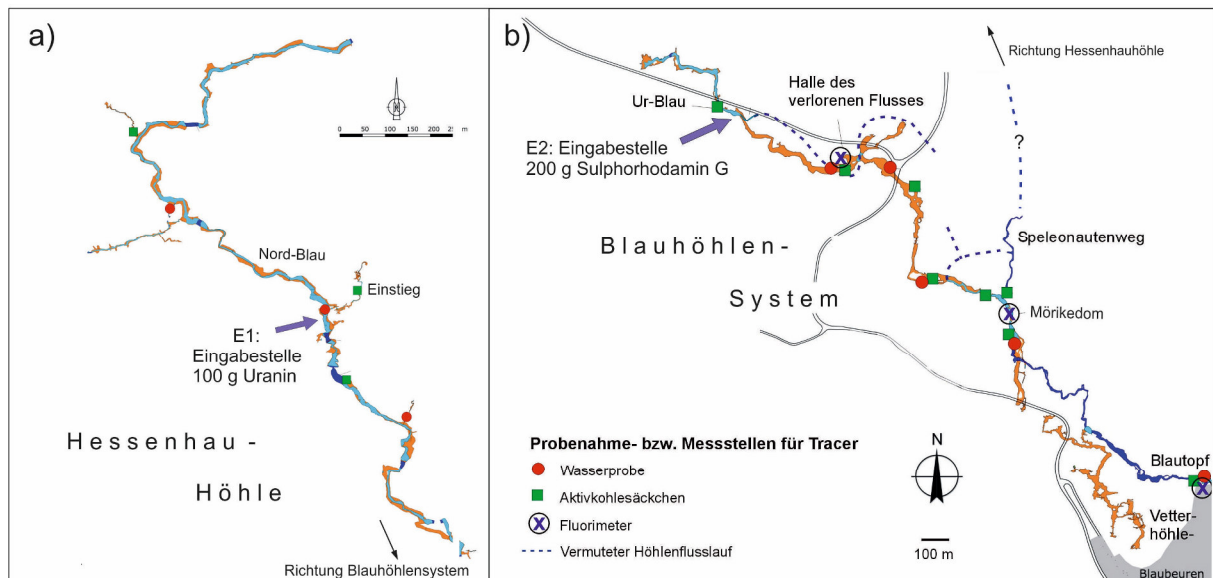 a)
0 50 100 150 200 250 m
Nord-Blau
Einstieg
E1:
Eingabestelle
100 g Uranin
Hessenhau -
Höhle
Richtung Blauhöhlensystem
b)
Richtung Hessenhauhöhle
Halle des
verlorenen Flusses
Ur-Blau
E2: Eingabestelle
200 g Sulphorhodamin G
?
Blauhöhlen-
System
Speleonautenweg
Mörikedom
Probenahme- bzw. Messstellen für Tracer
Wasserprobe
Aktivkohlesäckchen
X Fluorimeter
Vermuteter Höhlenflusslauf
N
100 m
Blautopf
Vetter-
höhle-
Blaubeuren